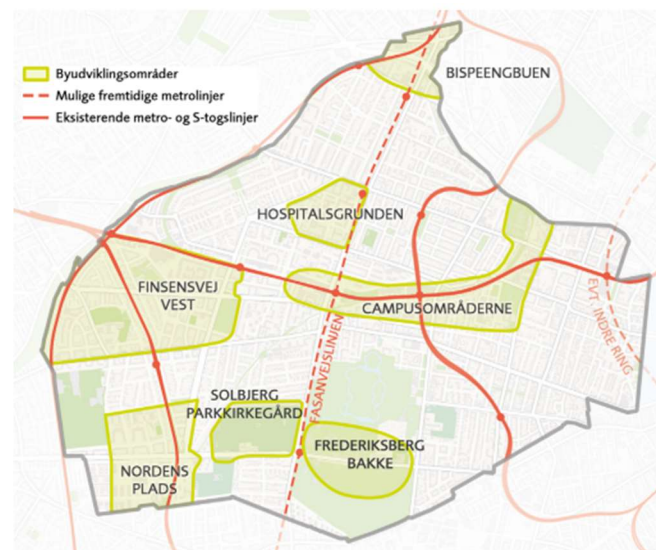 Byudviklingsområder
Mulige fremtidige metrolinjer
Eksisterende metro- og S-togslinjer
BISPEENGBUEN
HOSPITALSGRUNDEN
FINSENSVEJ
VEST
CAMPUSOMRÅDERNE
EVT. INDRE RING
FASANVEJSLINJEN
SOLBJERG
PARKKIRKEGÅRD
FREDERIKSBERG
BAKKE
NORDENS
PLADS